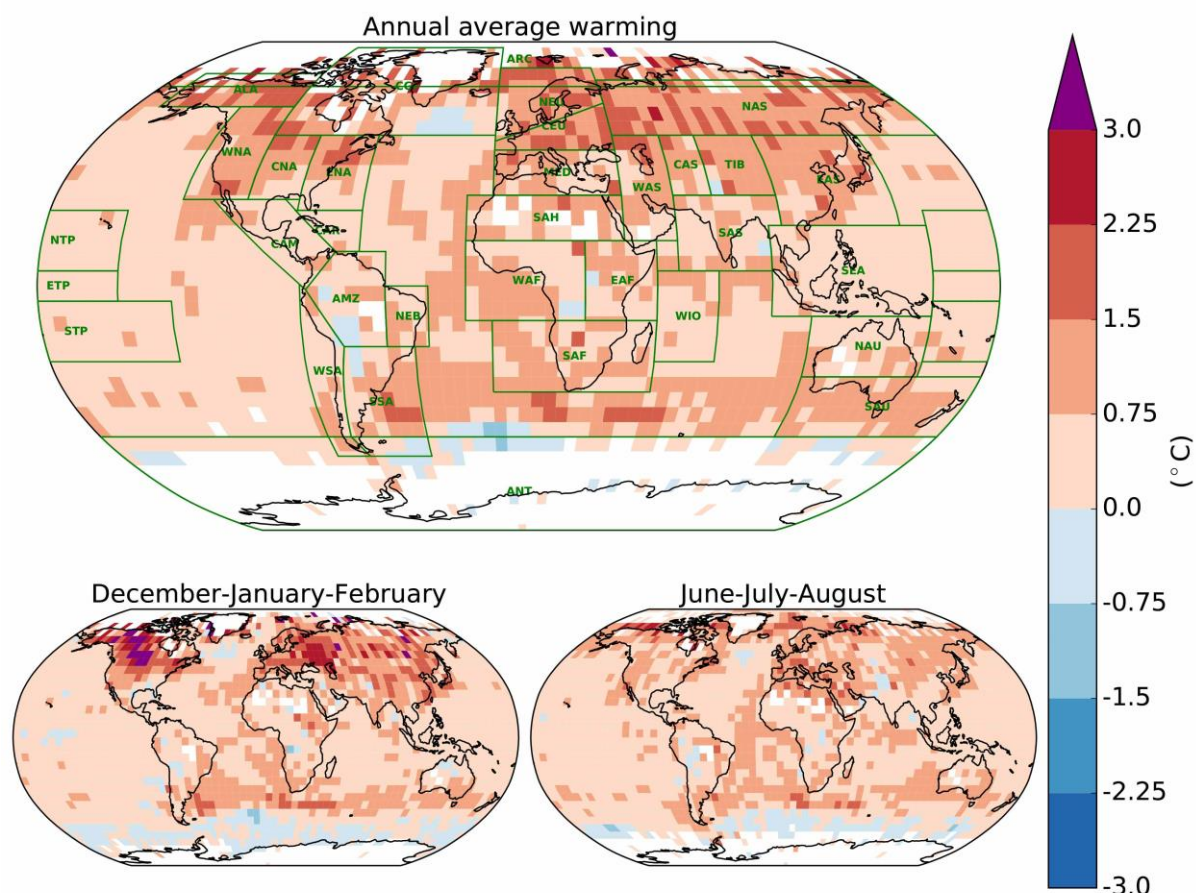 Annual average warming
ARC
ALA
NEU
NAS
CEU
WNA
CNA
ENA
MED
CAS
TIB
WAS
EAS
SAH
SAS
NTP
CAM
CAR
SEA
WAF
EAF
ETP
AMZ
NEB
WIO
STP
NAU
WSA
SAF
SSA
SAU
ANT
3.0
2.25
1.5
0.75
0.0
-0.75
-1.5
-2.25
-3.0
(°C)
December-January-February
June-July-August